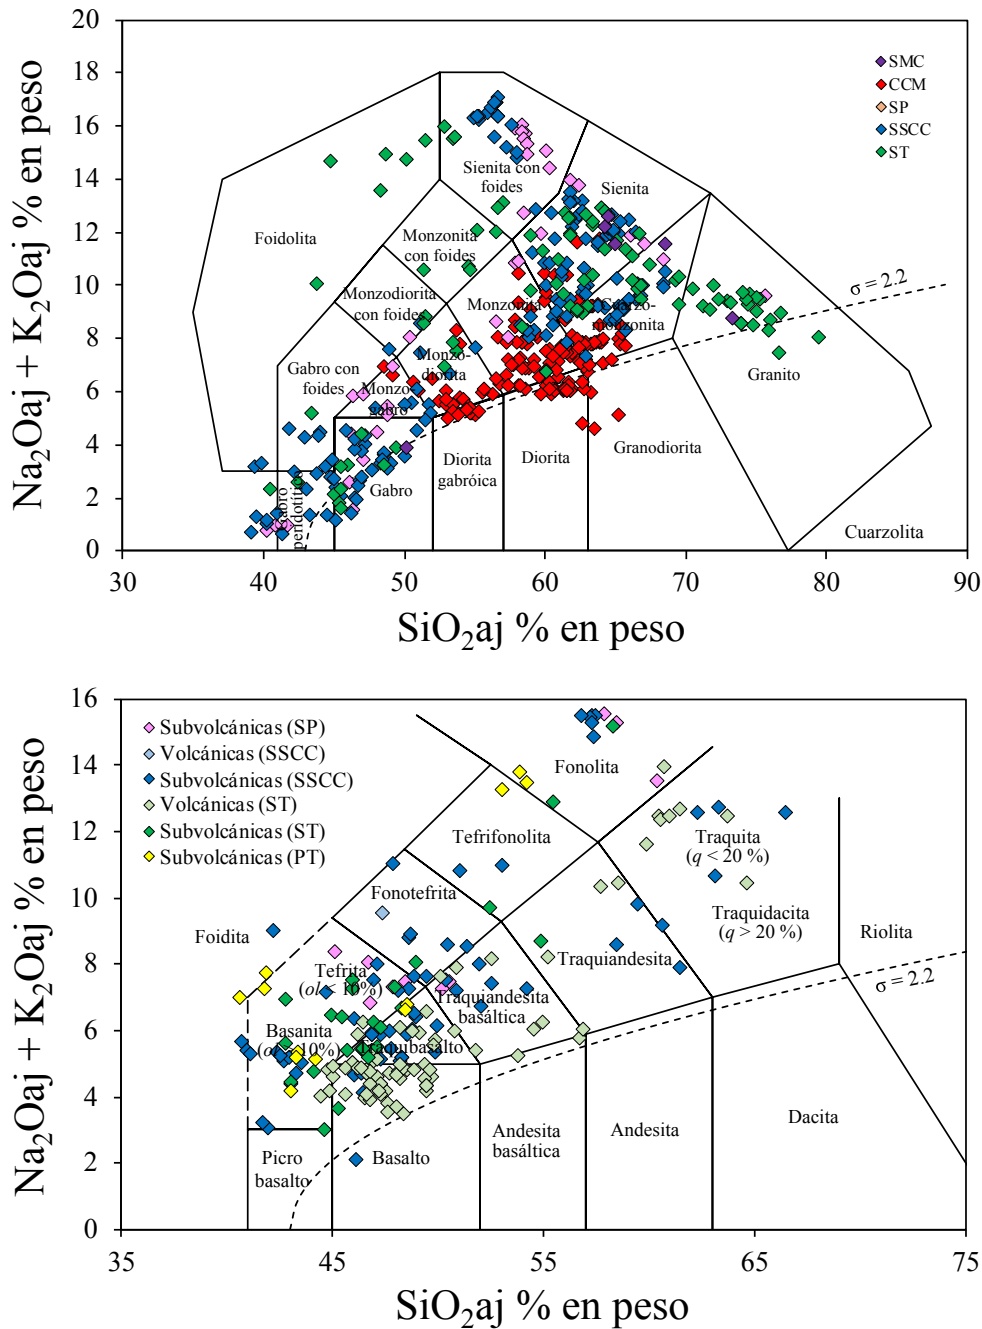 20
18
16
14
12
10
8
6
4
2
0
Na₂Oaj + K₂Oaj % en peso
SMC
CCM
SP
SSCC
ST
Sienita con
foides
Sienita
Foidolita
Monzonita
con foides
σ = 2.2
Monzodiorita
con foides
Monzonita
Cuarzo-
monzonita
Gabro con
foides
Monzo-
diorita
Monzo-
gabro
Granito
Diorita
gabróica
Diorita
Granodiorita
Gabro
peridotítico
Gabro
Cuarzolita
30
40
50
60
70
80
90
SiO₂aj % en peso
16
14
12
10
8
6
4
2
0
Na₂Oaj + K₂Oaj % en peso
Subvolcánicas (SP)
Volcánicas (SSCC)
Subvolcánicas (SSCC)
Volcánicas (ST)
Subvolcánicas (ST)
Subvolcánicas (PT)
Fonolita
Tefrifonolita
Traquita
(q < 20 %)
Fonotefrita
Traquidacita
(q > 20 %)
Foidita
Riolita
Tefrita
(ol < 10%)
Traquiandesita
σ = 2.2
Traquiandesita
basáltica
Basanita
(ol > 10%)
Traquibasalto
Dacita
Andesita
basáltica
Andesita
Picro
basalto
Basalto
35
45
55
65
75
SiO₂aj % en peso